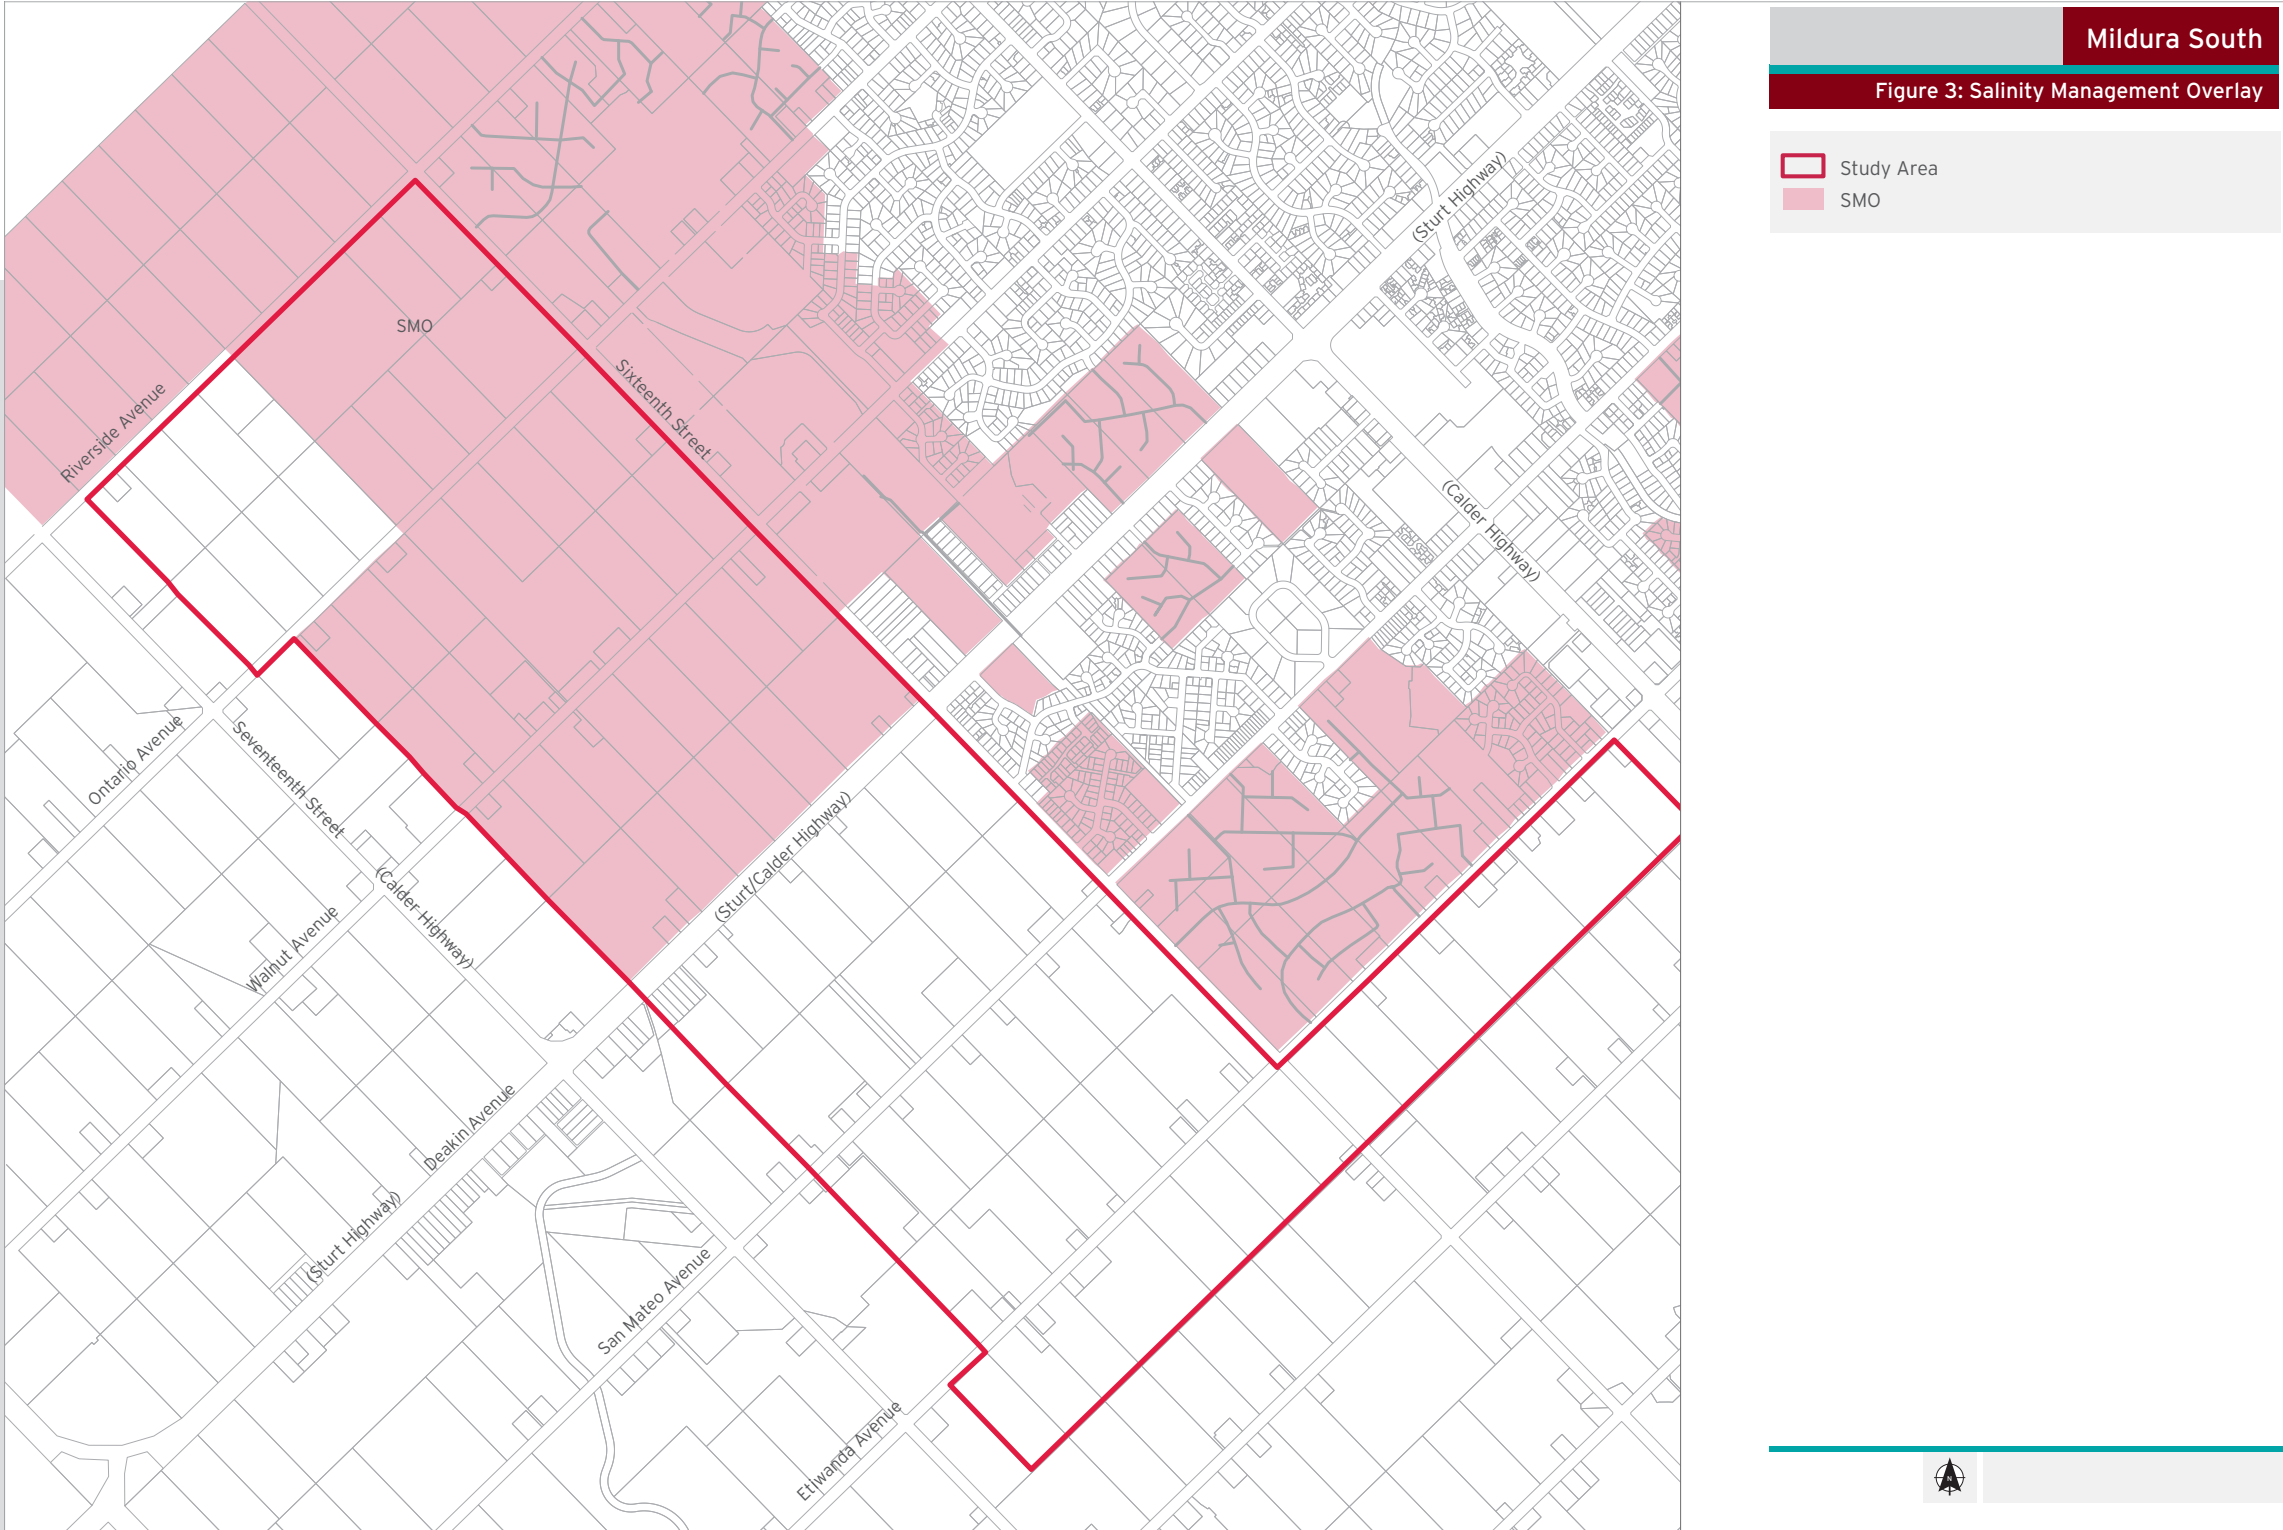 Mildura South
Figure 3: Salinity Management Overlay
Study Area
SMO
(Sturt Highway)
SMO
Sixteenth Street
Riverside Avenue
(Calder Highway)
Ontario Avenue
Seventeenth Street
(Sturt/Calder Highway)
(Calder Highway)
Walnut Avenue
Deakin Avenue
(Sturt Highway)
San Mateo Avenue
Etiwanda Avenue
N